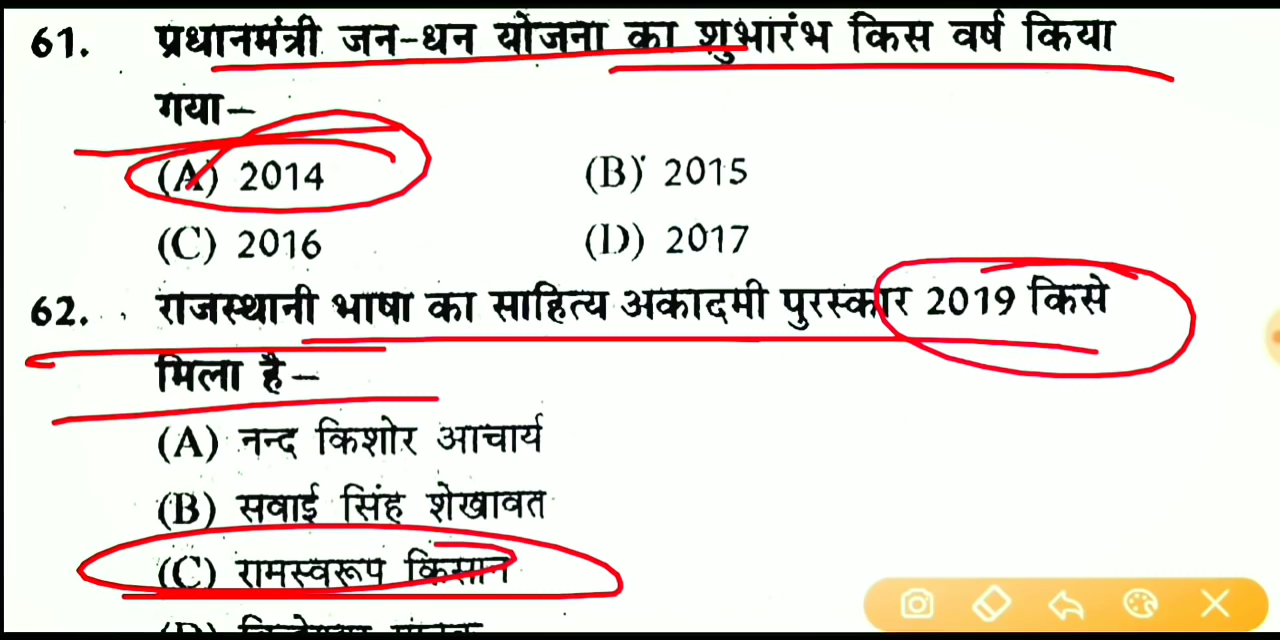 61. प्रधानमंत्री जन-धन योजना का शुभारंभ किस वर्ष किया
गया-
(A) 2014 (B) 2015
(C) 2016 (D) 2017
62. राजस्थानी भाषा का साहित्य अकादमी पुरस्कार 2019 किसे
मिला है-
(A) नन्द किशोर आचार्य
(B) सवाई सिंह शेखावत
(C) रामस्वरूप किसान
(D)